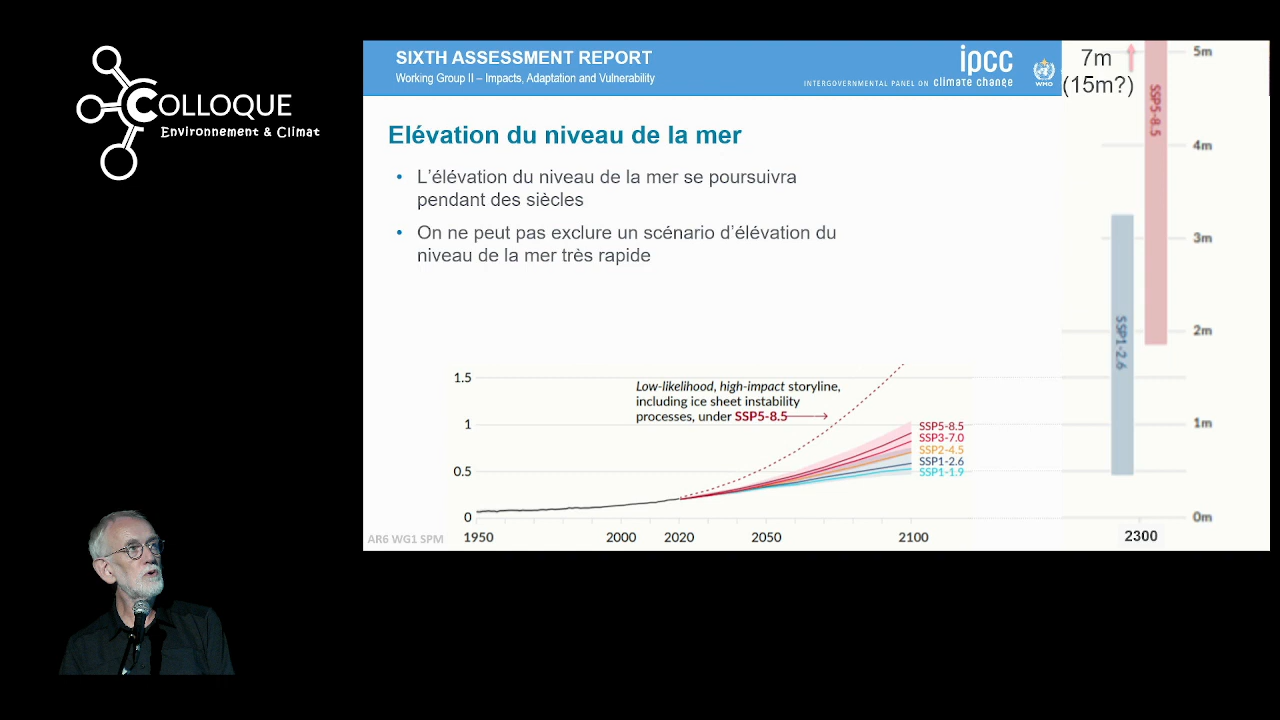 COLLOQUE
Environnement & Climat
SIXTH ASSESSMENT REPORT
Working Group II – Impacts, Adaptation and Vulnerability
ipcc
INTERGOVERNMENTAL PANEL ON climate change
WMO
Elévation du niveau de la mer
• L'élévation du niveau de la mer se poursuivra
pendant des siècles
• On ne peut pas exclure un scénario d'élévation du
niveau de la mer très rapide
1.5
1
0.5
0
Low-likelihood, high-impact storyline,
including ice sheet instability
processes, under SSP5-8.5
SSP5-8.5
SSP3-7.0
SSP2-4.5
SSP1-2.6
SSP1-1.9
AR6 WG1 SPM
1950
2000
2020
2050
2100
7m
(15m?)
SSP5-8.5
SSP1-2.6
5m
4m
3m
2m
1m
0m
2300